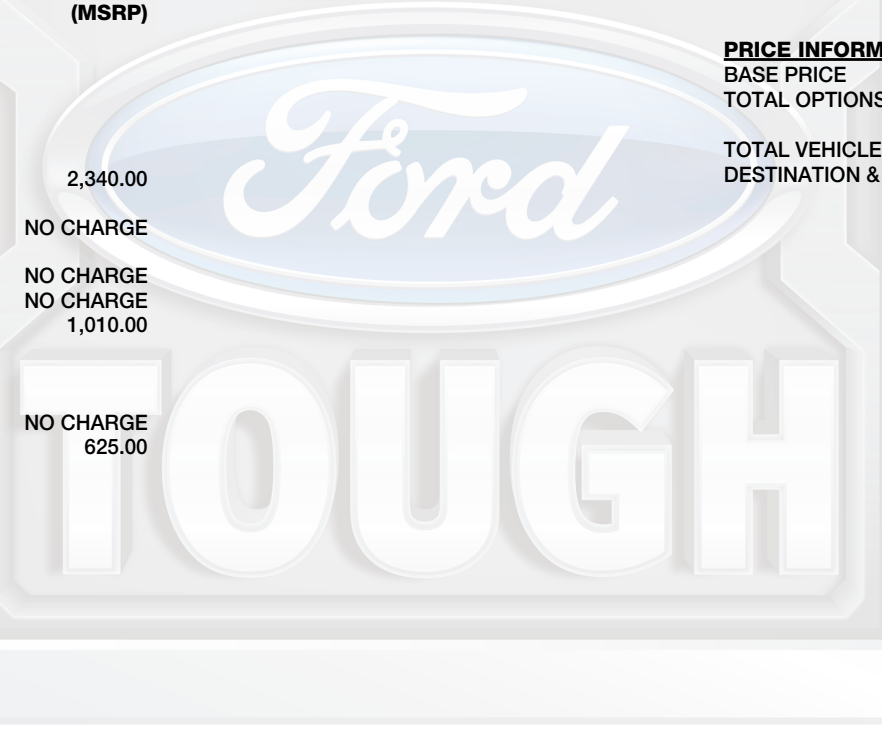 (MSRP)
2,340.00
NO CHARGE
NO CHARGE
NO CHARGE
1,010.00
NO CHARGE
625.00
PRICE INFORM
BASE PRICE
TOTAL OPTIONS
TOTAL VEHICLE
DESTINATION &
Ford
TOUGH